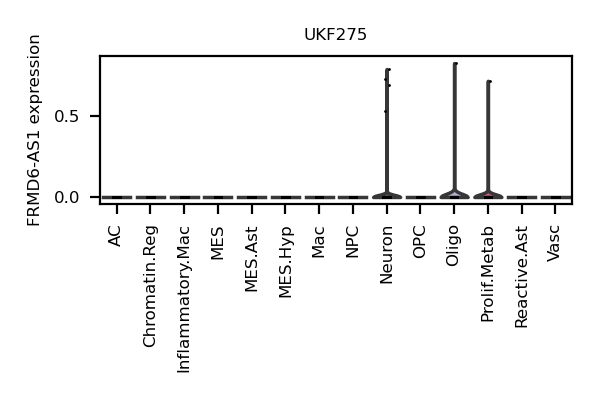 UKF275
FRMD6-AS1 expression
0.5
0.0
AC
Chromatin.Reg
Inflammatory.Mac
MES
MES.Ast
MES.Hyp
Mac
NPC
Neuron
OPC
Oligo
Prolif.Metab
Reactive.Ast
Vasc